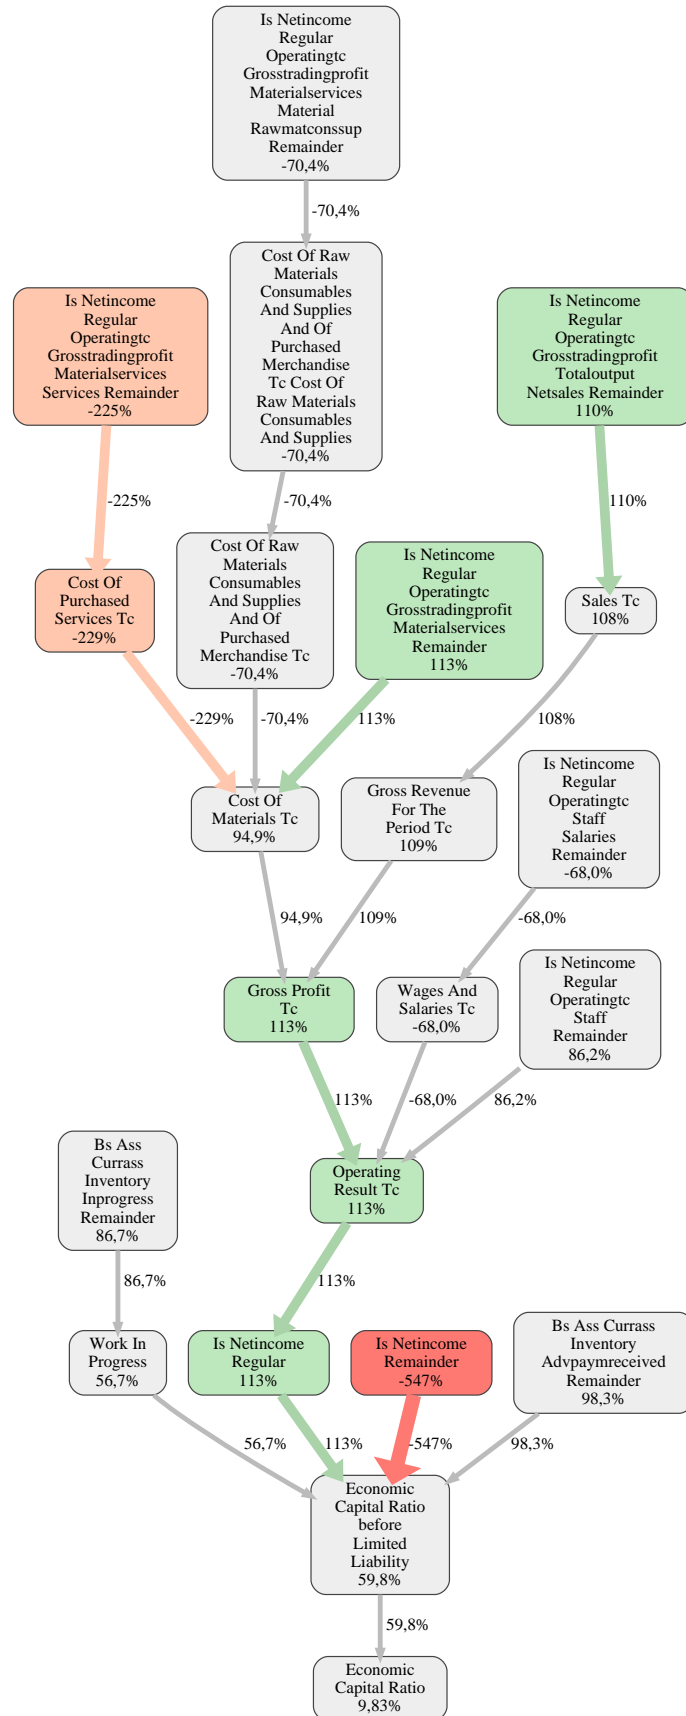 Is Netincome
Regular
Operatingtc
Grosstradingprofit
Materialservices
Material
Rawmatconssup
Remainder
-70,4%
-70,4%
Cost Of Raw
Materials
Consumables
And Supplies
And Of
Purchased
Merchandise
Tc Cost Of
Raw Materials
Consumables
And Supplies
-70,4%
Is Netincome
Regular
Operatingtc
Grosstradingprofit
Materialservices
Services Remainder
-225%
Is Netincome
Regular
Operatingtc
Grosstradingprofit
Totaloutput
Netsales Remainder
110%
-225%
-70,4%
110%
Cost Of
Purchased
Services Tc
-229%
Cost Of Raw
Materials
Consumables
And Supplies
And Of
Purchased
Merchandise Tc
-70,4%
Is Netincome
Regular
Operatingtc
Grosstradingprofit
Materialservices
Remainder
113%
Sales Tc
108%
-229%
-70,4%
113%
108%
Cost Of
Materials Tc
94,9%
Gross Revenue
For The
Period Tc
109%
Is Netincome
Regular
Operatingtc
Staff
Salaries
Remainder
-68,0%
94,9%
109%
-68,0%
Gross Profit
Tc
113%
Wages And
Salaries Tc
-68,0%
Is Netincome
Regular
Operatingtc
Staff
Remainder
86,2%
113%
-68,0%
86,2%
Bs Ass
Currass
Inventory
Inprogress
Remainder
86,7%
Operating
Result Tc
113%
86,7%
113%
Work In
Progress
56,7%
Is Netincome
Regular
113%
Is Netincome
Remainder
-547%
Bs Ass Currass
Inventory
Advpaymreceived
Remainder
98,3%
56,7%
113%
-547%
98,3%
Economic
Capital Ratio
before
Limited
Liability
59,8%
59,8%
Economic
Capital Ratio
9,83%